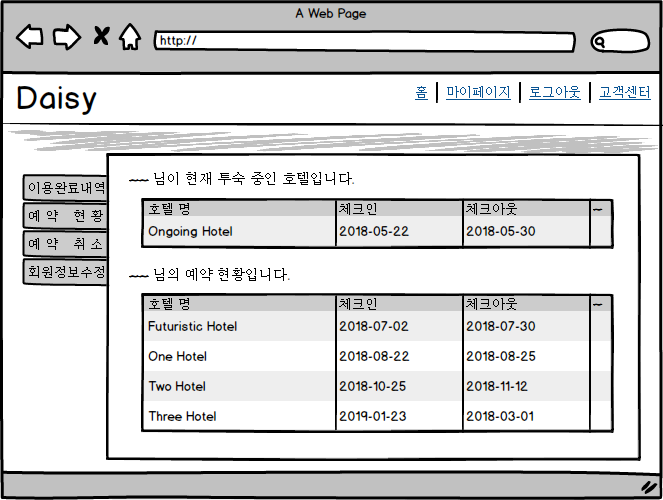 A Web Page
http://
Daisy
홈 마이페이지 로그아웃 고객센터
이용완료내역
예 약 현 황
예 약 취 소
회원정보수정
~~ 님이 현재 투숙 중인 호텔입니다.
호텔 명 체크인 체크아웃 ~
Ongoing Hotel 2018-05-22 2018-05-30
~~ 님의 예약 현황입니다.
호텔 명 체크인 체크아웃 ~
Futuristic Hotel 2018-07-02 2018-07-30
One Hotel 2018-08-22 2018-08-25
Two Hotel 2018-10-25 2018-11-12
Three Hotel 2019-01-23 2018-03-01